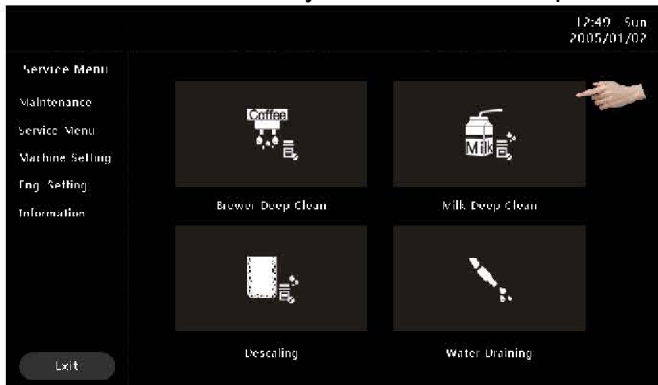 12:49 Sun
2005/01/02
Service Menu
Maintenance
Service Menu
Machine Setting
Eng. Setting
Information
Exit
Coffee
Brewer Deep Clean
Milk
Milk Deep Clean
Descaling
Water Draining